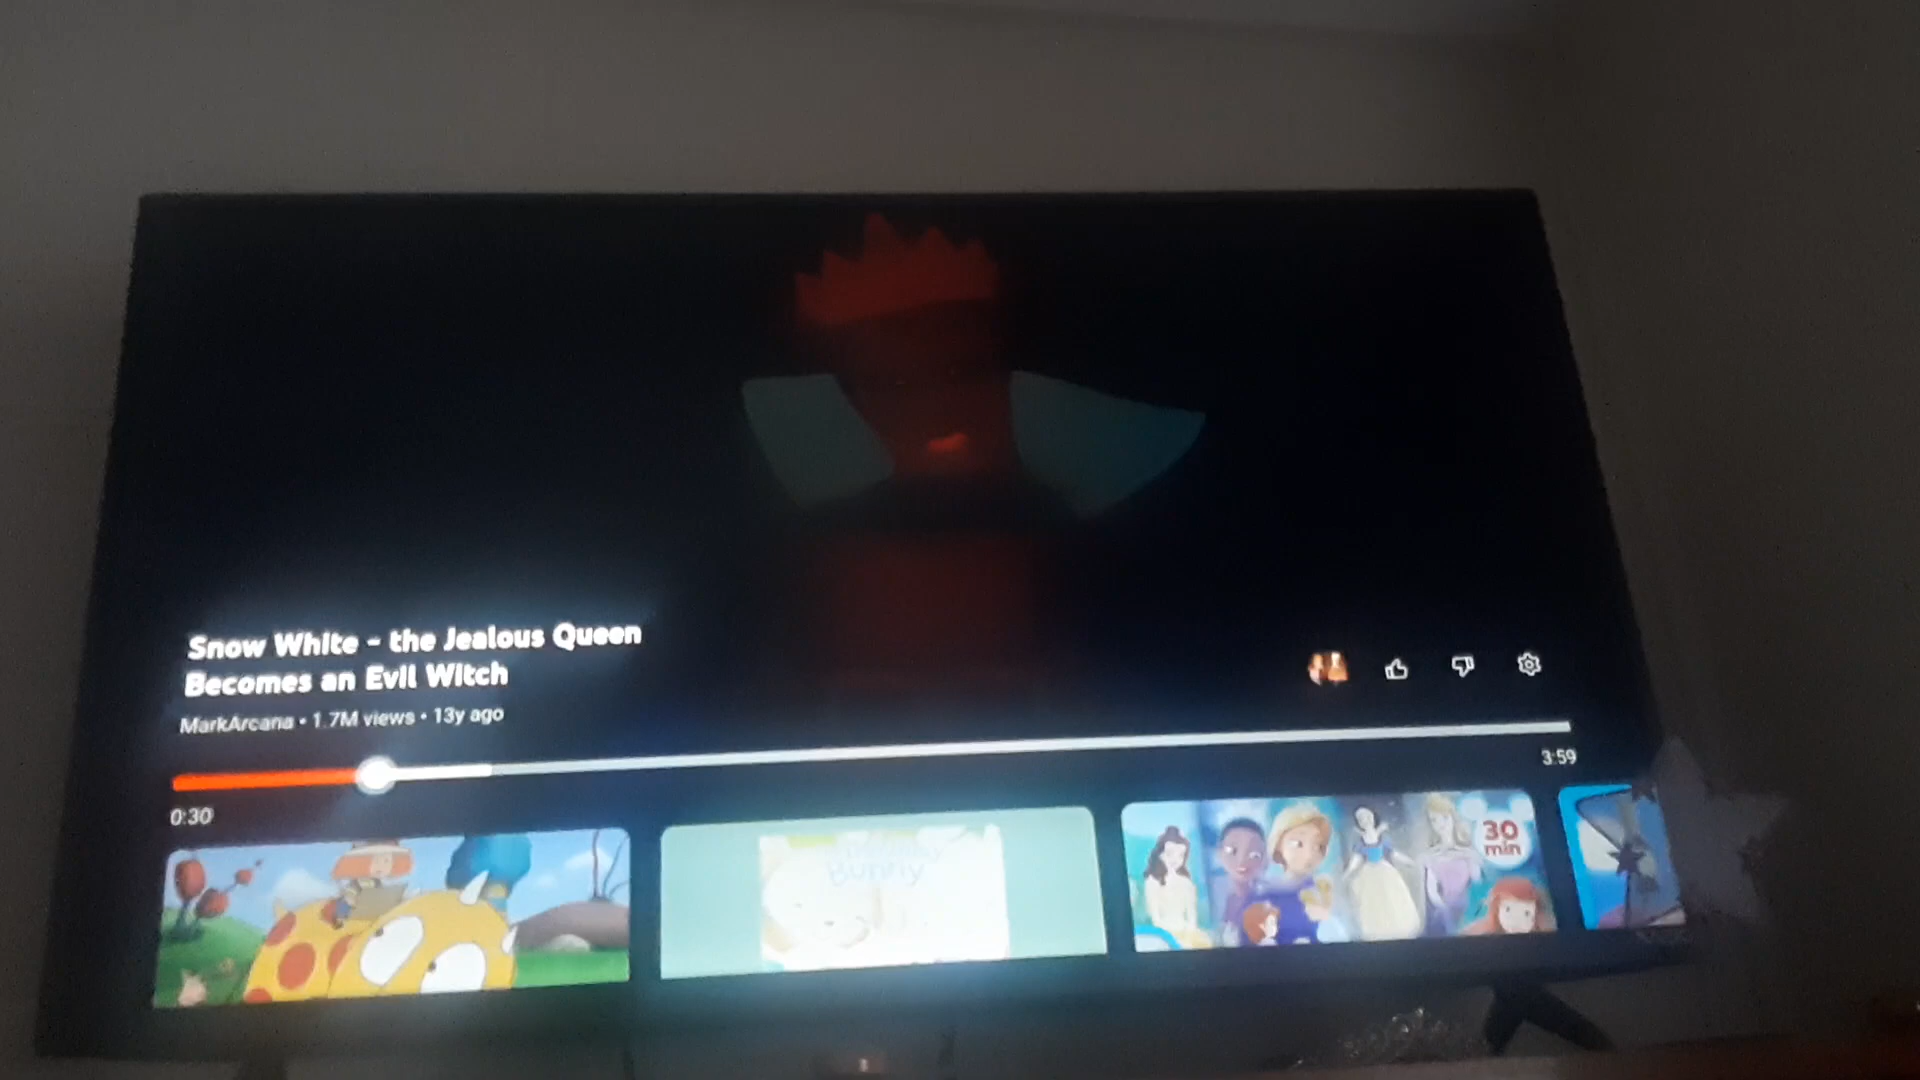 Snow White - the Jealous Queen
Becomes an Evil Witch
MarkArcana • 1.7M views • 13y ago
3:59
0:30
Bunny
30
min